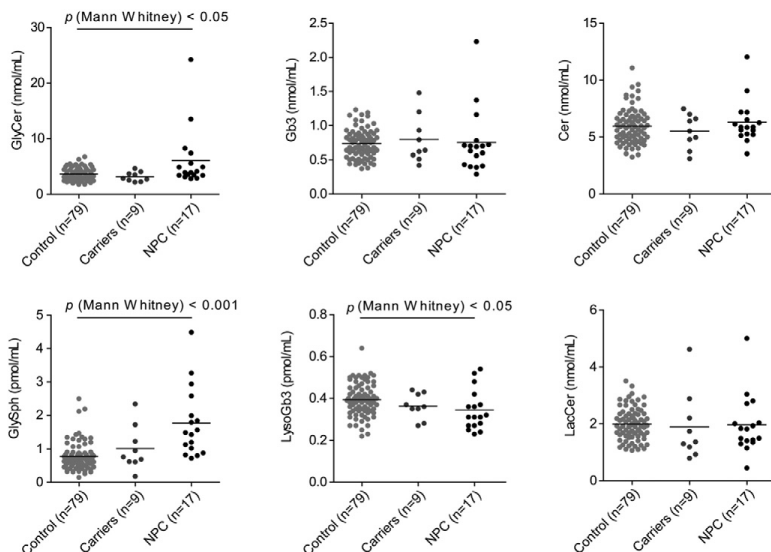 p (Mann Whitney) < 0.05
GlyCer (nmol/mL)
30
20
10
0
Control (n=79)
Carriers (n=9)
NPC (n=17)
Gb3 (nmol/mL)
2.5
2.0
1.5
1.0
0.5
0.0
Control (n=79)
Carriers (n=9)
NPC (n=17)
Cer (nmol/mL)
15
10
5
0
Control (n=79)
Carriers (n=9)
NPC (n=17)
p (Mann Whitney) < 0.001
GlySph (pmol/mL)
5
4
3
2
1
0
Control (n=79)
Carriers (n=9)
NPC (n=17)
p (Mann Whitney) < 0.05
LysoGb3 (pmol/mL)
0.8
0.6
0.4
0.2
0.0
Control (n=79)
Carriers (n=9)
NPC (n=17)
LacCer (nmol/mL)
6
4
2
0
Control (n=79)
Carriers (n=9)
NPC (n=17)